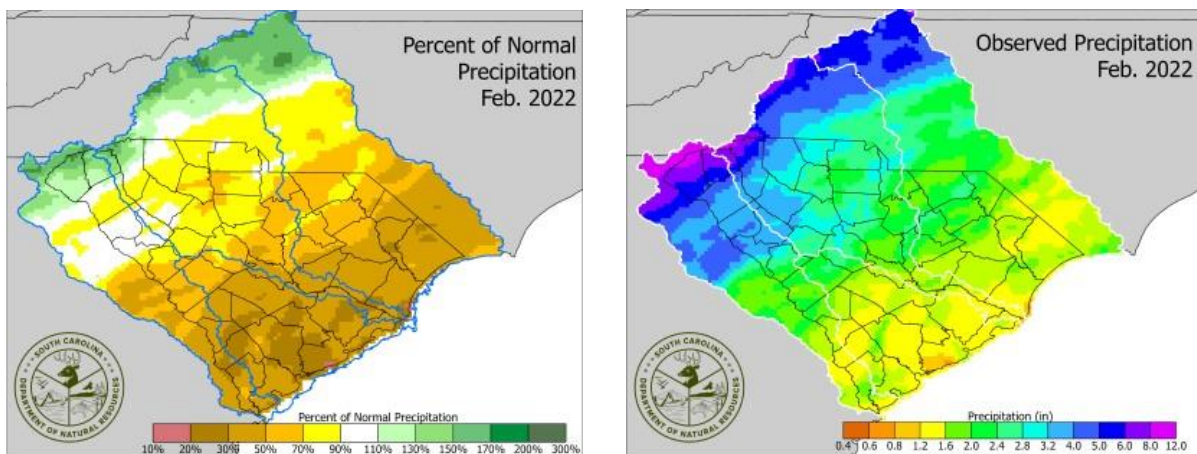 Percent of Normal
Precipitation
Feb. 2022
SOUTH CAROLINA
DEPARTMENT OF NATURAL RESOURCES
Percent of Normal Precipitation
10% 20% 30% 50% 70% 90% 110% 130% 150% 170% 200% 300%
Observed Precipitation
Feb. 2022
SOUTH CAROLINA
DEPARTMENT OF NATURAL RESOURCES
Precipitation (in)
0.4 0.6 0.8 1.2 1.6 2.0 2.4 2.8 3.2 4.0 5.0 6.0 8.0 12.0